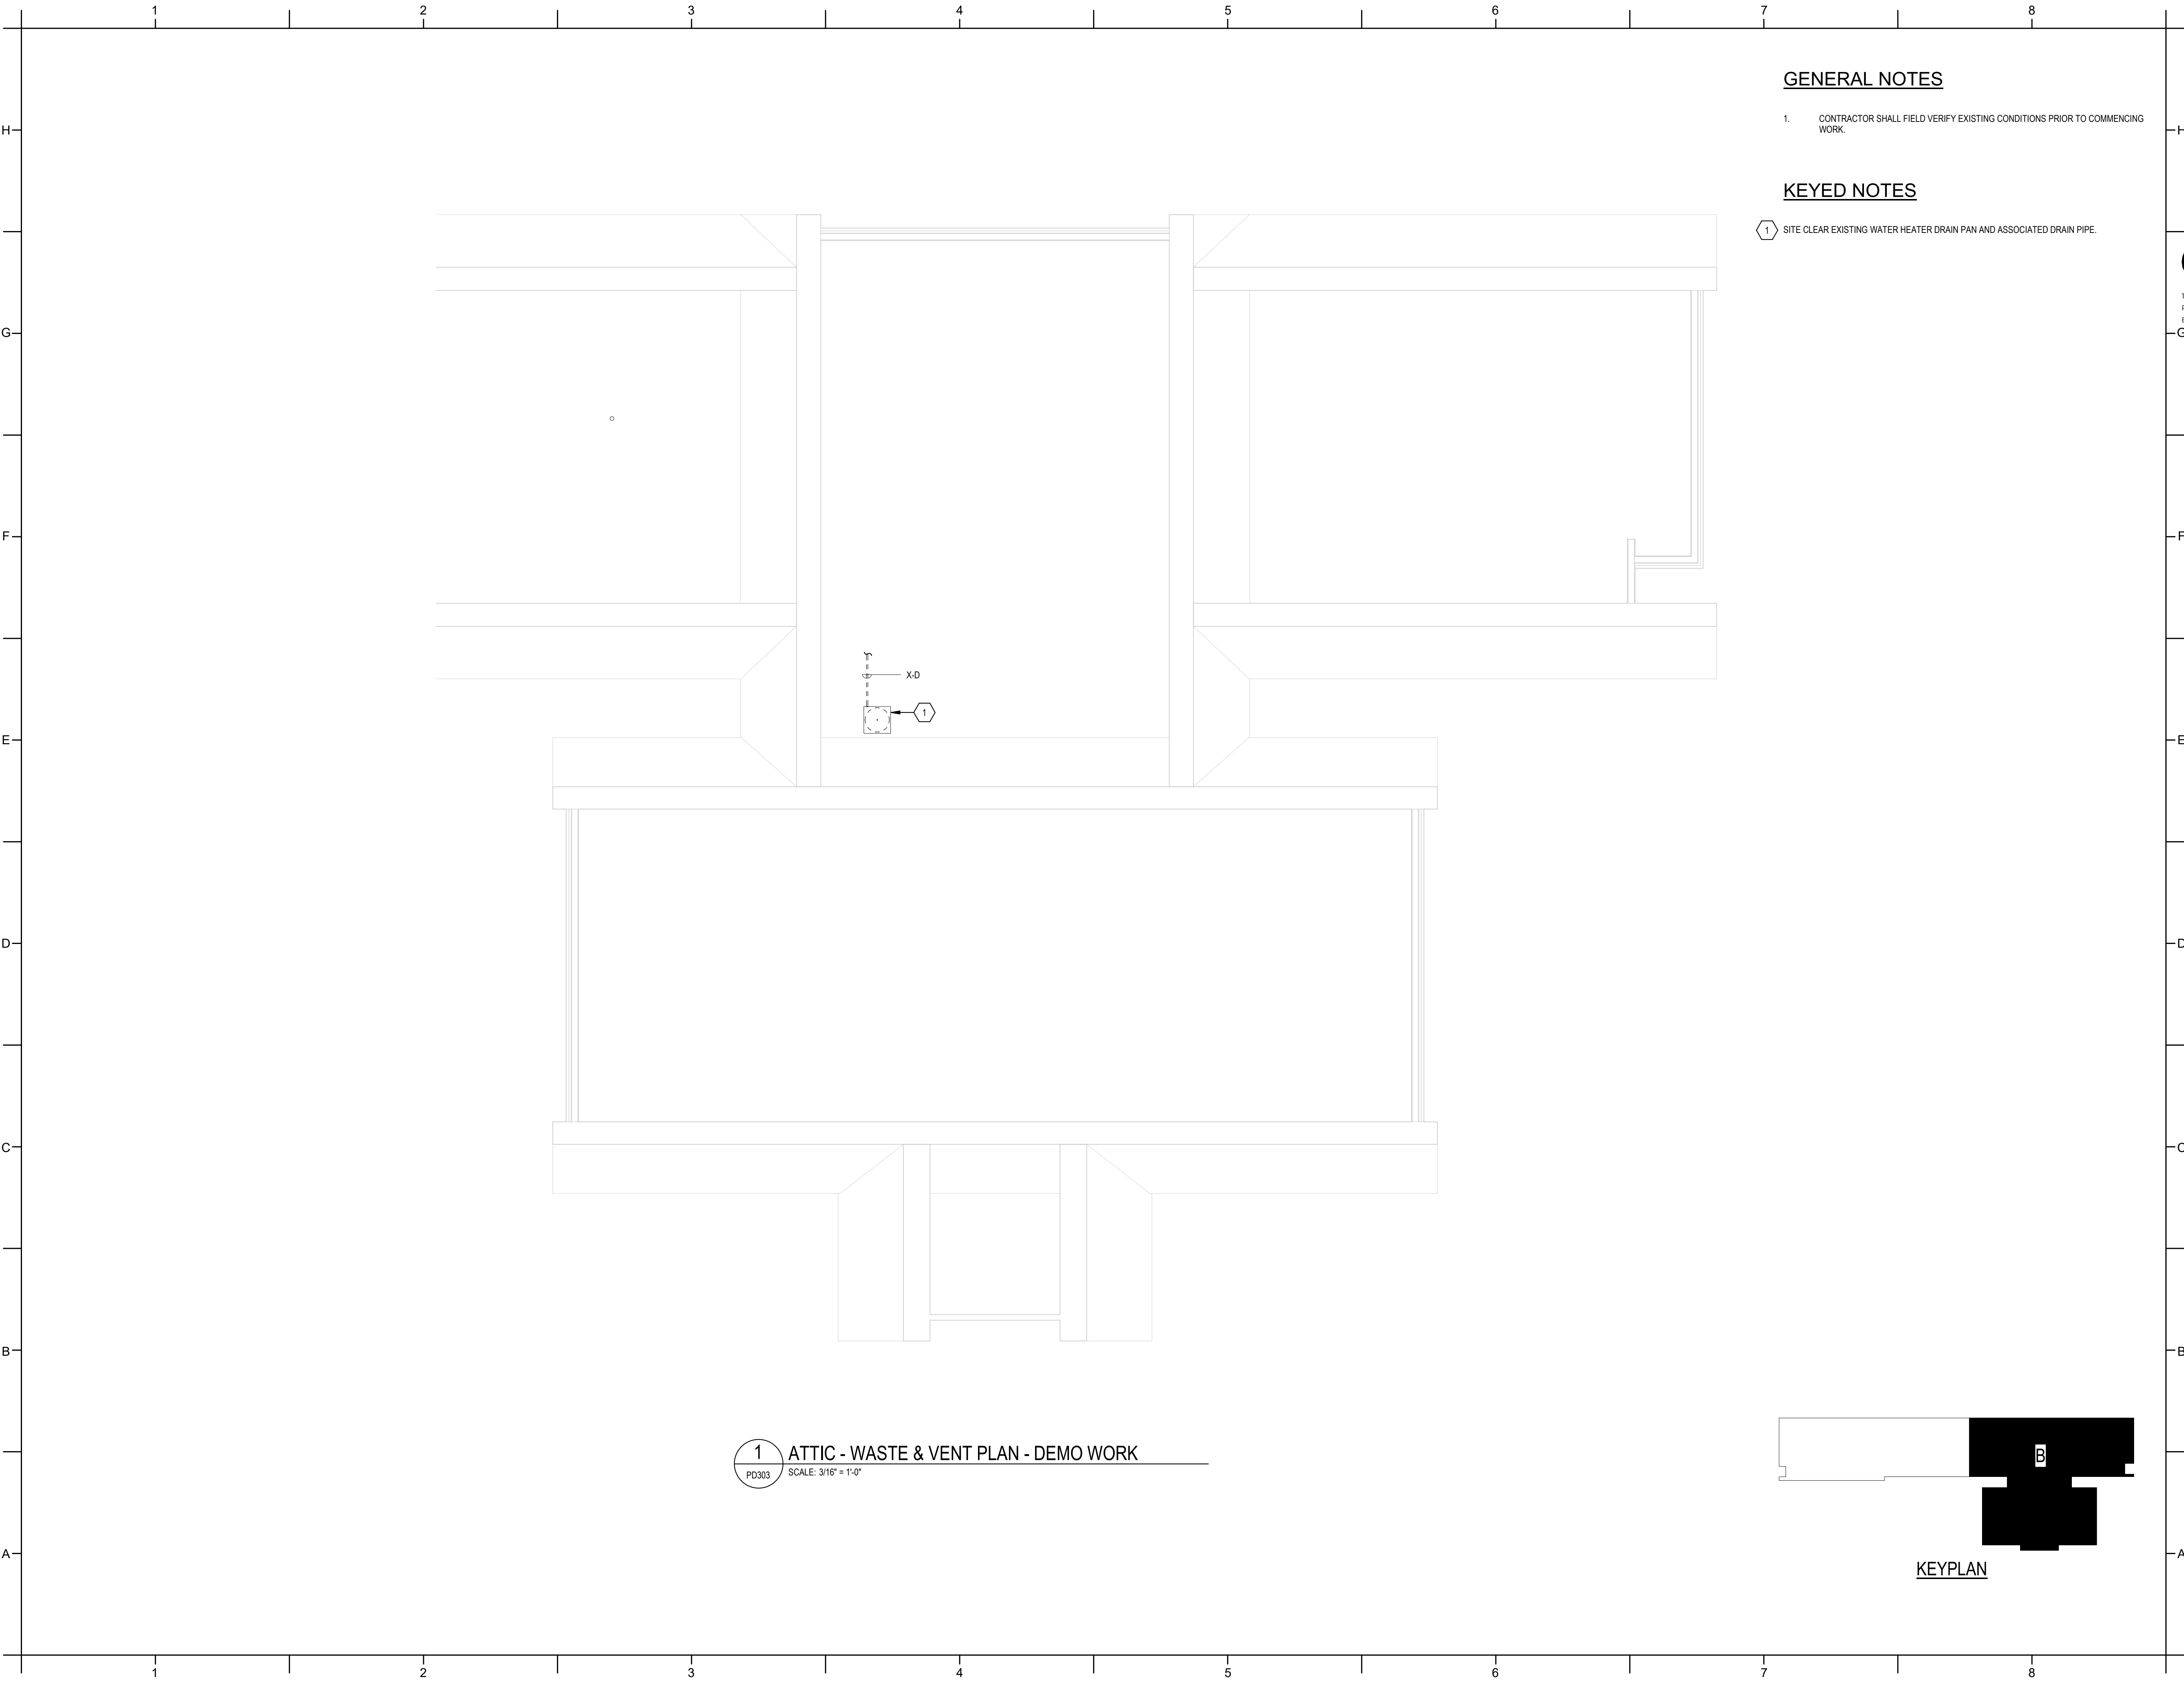 1 2 3 4 5 6 7 8
GENERAL NOTES
1. CONTRACTOR SHALL FIELD VERIFY EXISTING CONDITIONS PRIOR TO COMMENCING
WORK.
KEYED NOTES
1 SITE CLEAR EXISTING WATER HEATER DRAIN PAN AND ASSOCIATED DRAIN PIPE.
H H
G G
F F
X-D
1
E E
D D
C C
B B
1 ATTIC - WASTE & VENT PLAN - DEMO WORK
PD303 SCALE: 3/16" = 1'-0"
B
A A
KEYPLAN
1 2 3 4 5 6 7 8